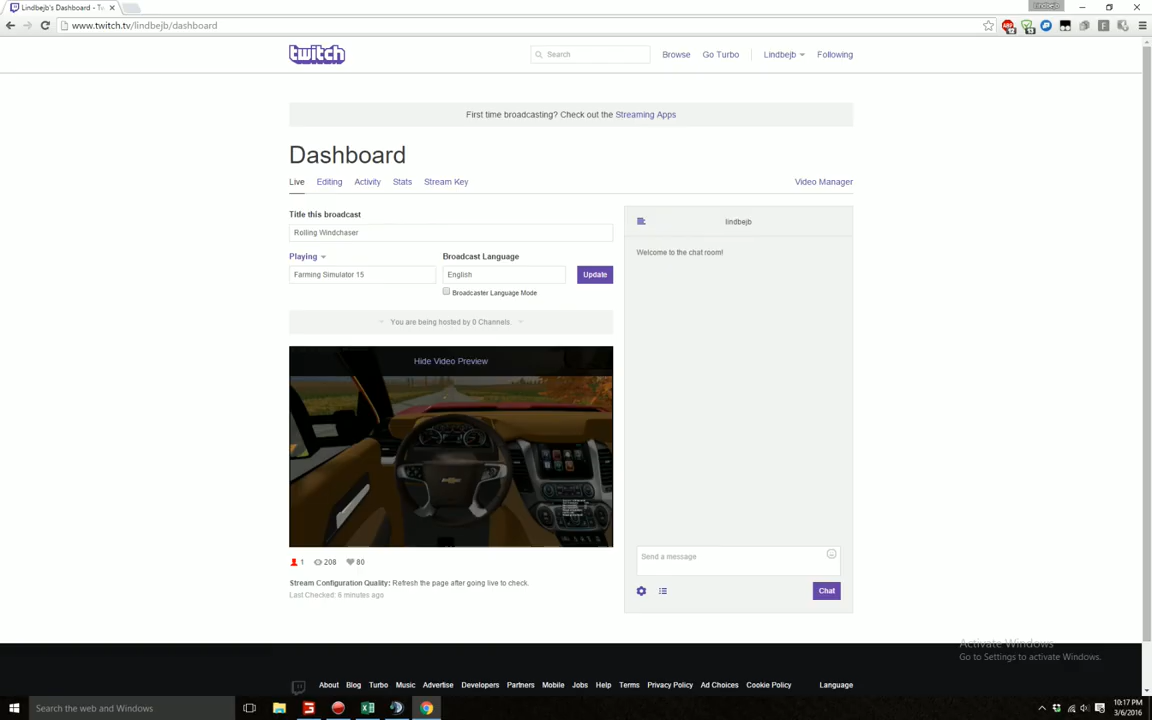 Lindbejb's Dashboard - Tw
lindbejb
www.twitch.tv/lindbejb/dashboard
twitch
Search
Browse
Go Turbo
Lindbejb
Following
First time broadcasting? Check out the Streaming Apps
Dashboard
Live
Editing
Activity
Stats
Stream Key
Video Manager
Title this broadcast
Rolling Windchaser
Playing
Broadcast Language
Farming Simulator 15
English
Update
Broadcaster Language Mode
You are being hosted by 0 Channels.
Hide Video Preview
1
208
80
Stream Configuration Quality: Refresh the page after going live to check.
Last Checked: 6 minutes ago
lindbejb
Welcome to the chat room!
Send a message
Chat
Activate Windows
Go to Settings to activate Windows.
About
Blog
Turbo
Music
Advertise
Developers
Partners
Mobile
Jobs
Help
Terms
Privacy Policy
Ad Choices
Cookie Policy
Language
Search the web and Windows
10:17 PM
3/6/2016